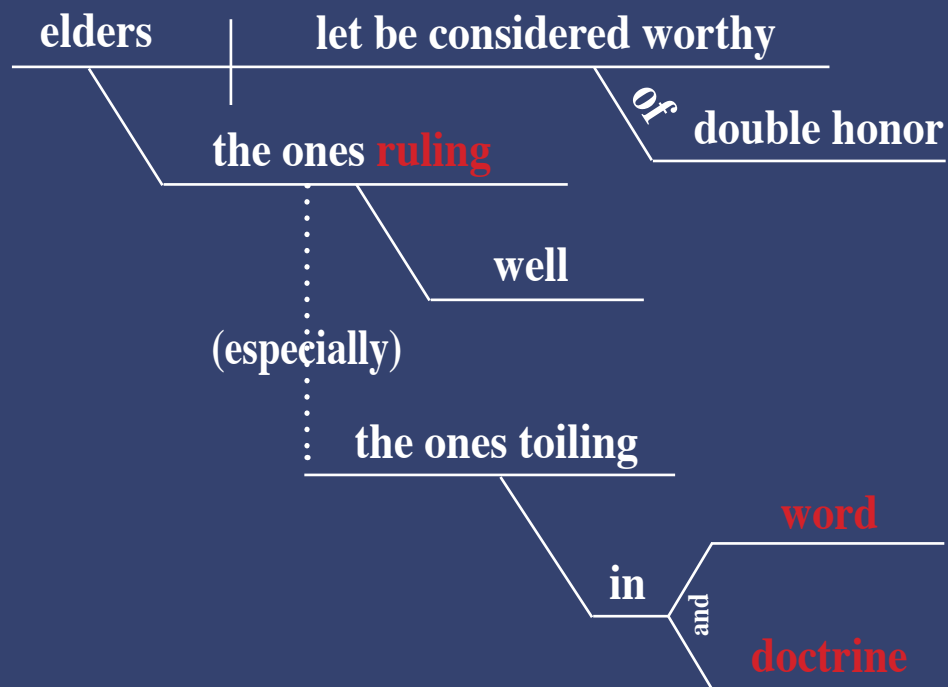 elders let be considered worthy
of double honor
the ones ruling
well
(especially)
the ones toiling
word
in
and
doctrine